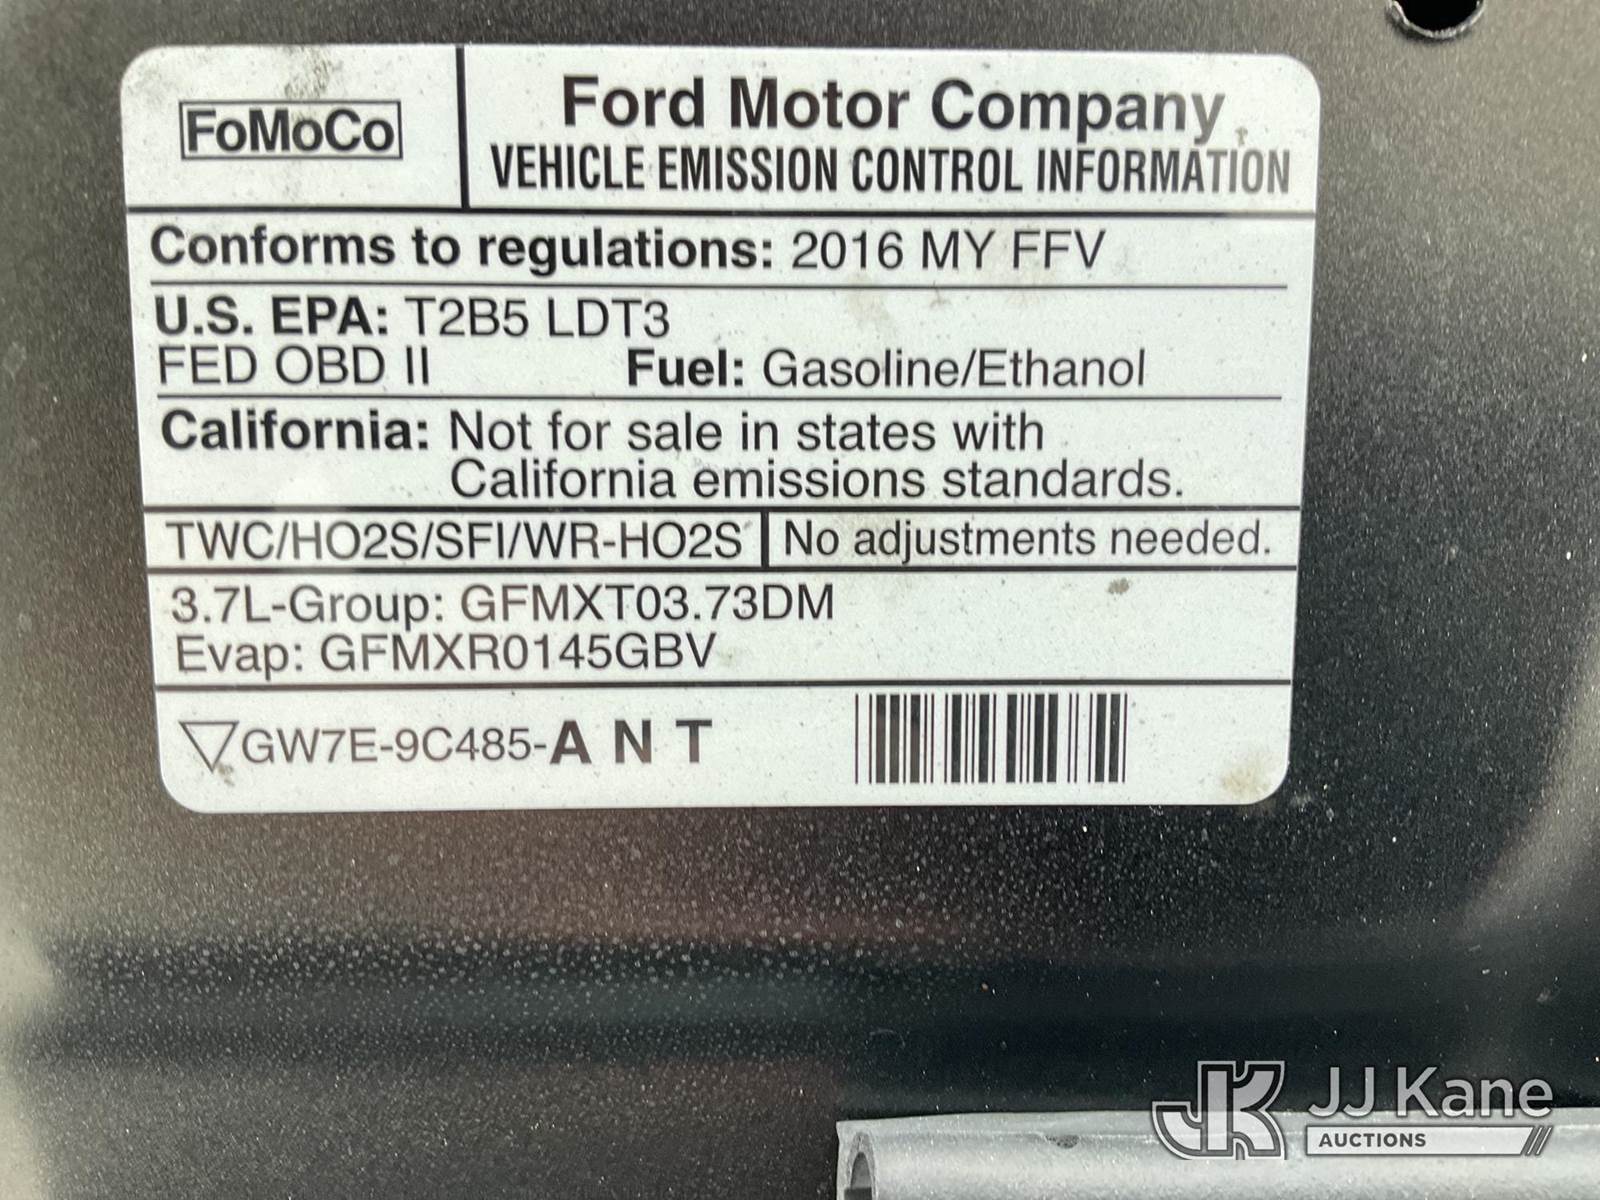 FoMoCo
Ford Motor Company
VEHICLE EMISSION CONTROL INFORMATION
Conforms to regulations: 2016 MY FFV
U.S. EPA: T2B5 LDT3
FED OBD II Fuel: Gasoline/Ethanol
California: Not for sale in states with
California emissions standards.
TWC/HO2S/SFI/WR-HO2S No adjustments needed.
3.7L-Group: GFMXT03.73DM
Evap: GFMXR0145GBV
GW7E-9C485-A N T
JK JJ Kane
AUCTIONS